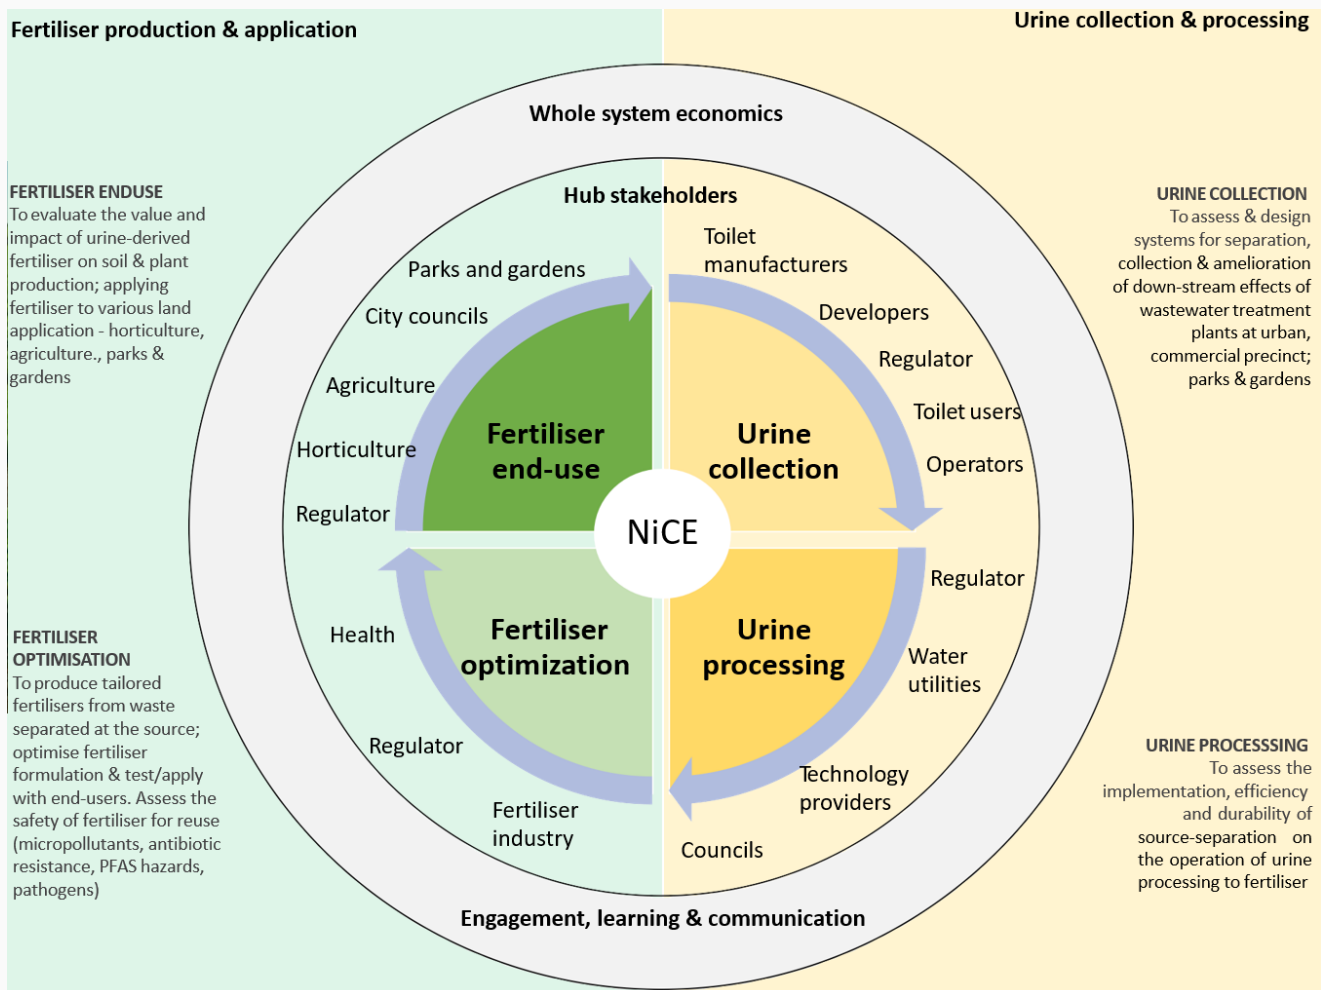 Fertiliser production & application
Urine collection & processing
Whole system economics
Hub stakeholders
FERTILISER ENDUSE
To evaluate the value and
impact of urine-derived
fertiliser on soil & plant
production; applying
fertiliser to various land
application - horticulture,
agriculture., parks &
gardens
URINE COLLECTION
To assess & design
systems for separation,
collection & amelioration
of down-stream effects of
wastewater treatment
plants at urban,
commercial precinct;
parks & gardens
Parks and gardens
City councils
Agriculture
Horticulture
Regulator
Toilet
manufacturers
Developers
Regulator
Toilet users
Operators
Fertiliser
end-use
Urine
collection
NiCE
Fertiliser
optimization
Urine
processing
Health
Regulator
Fertiliser
industry
Regulator
Water
utilities
Technology
providers
Councils
FERTILISER
OPTIMISATION
To produce tailored
fertilisers from waste
separated at the source;
optimise fertiliser
formulation & test/apply
with end-users. Assess the
safety of fertiliser for reuse
(micropollutants, antibiotic
resistance, PFAS hazards,
pathogens)
URINE PROCESSSING
To assess the
implementation, efficiency
and durability of
source-separation on
the operation of urine
processing to fertiliser
Engagement, learning & communication